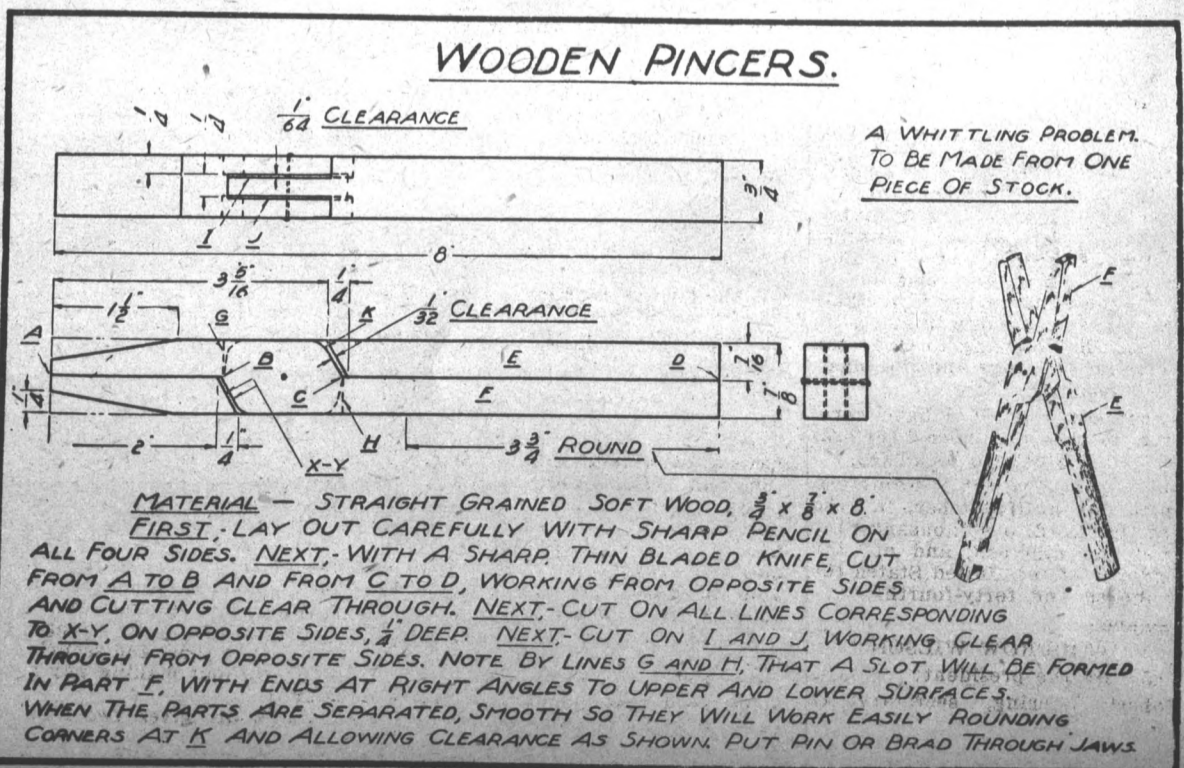 WOODEN PINCERS.
1/4
1/4
1/64" CLEARANCE
A WHITTLING PROBLEM.
TO BE MADE FROM ONE
PIECE OF STOCK.
3/4"
I J
8"
3 5/16"
1/4"
1 1/2"
G
K
1/32" CLEARANCE
A
B
E
D
7/16"
7/8"
1/4"
C
F
2"
1/4"
X-Y
H
3 3/4" ROUND
F
E
MATERIAL — STRAIGHT GRAINED SOFT WOOD, 3/4" x 7/8" x 8".
FIRST,- LAY OUT CAREFULLY WITH SHARP PENCIL ON
ALL FOUR SIDES. NEXT,- WITH A SHARP, THIN BLADED KNIFE, CUT
FROM A TO B AND FROM C TO D, WORKING FROM OPPOSITE SIDES
AND CUTTING CLEAR THROUGH. NEXT,- CUT ON ALL LINES CORRESPONDING
TO X-Y, ON OPPOSITE SIDES, 1/4" DEEP. NEXT,- CUT ON I AND J, WORKING CLEAR
THROUGH FROM OPPOSITE SIDES. NOTE BY LINES G AND H, THAT A SLOT WILL BE FORMED
IN PART F, WITH ENDS AT RIGHT ANGLES TO UPPER AND LOWER SURFACES.
WHEN THE PARTS ARE SEPARATED, SMOOTH SO THEY WILL WORK EASILY ROUNDING
CORNERS AT K AND ALLOWING CLEARANCE AS SHOWN. PUT PIN OR BRAD THROUGH JAWS.